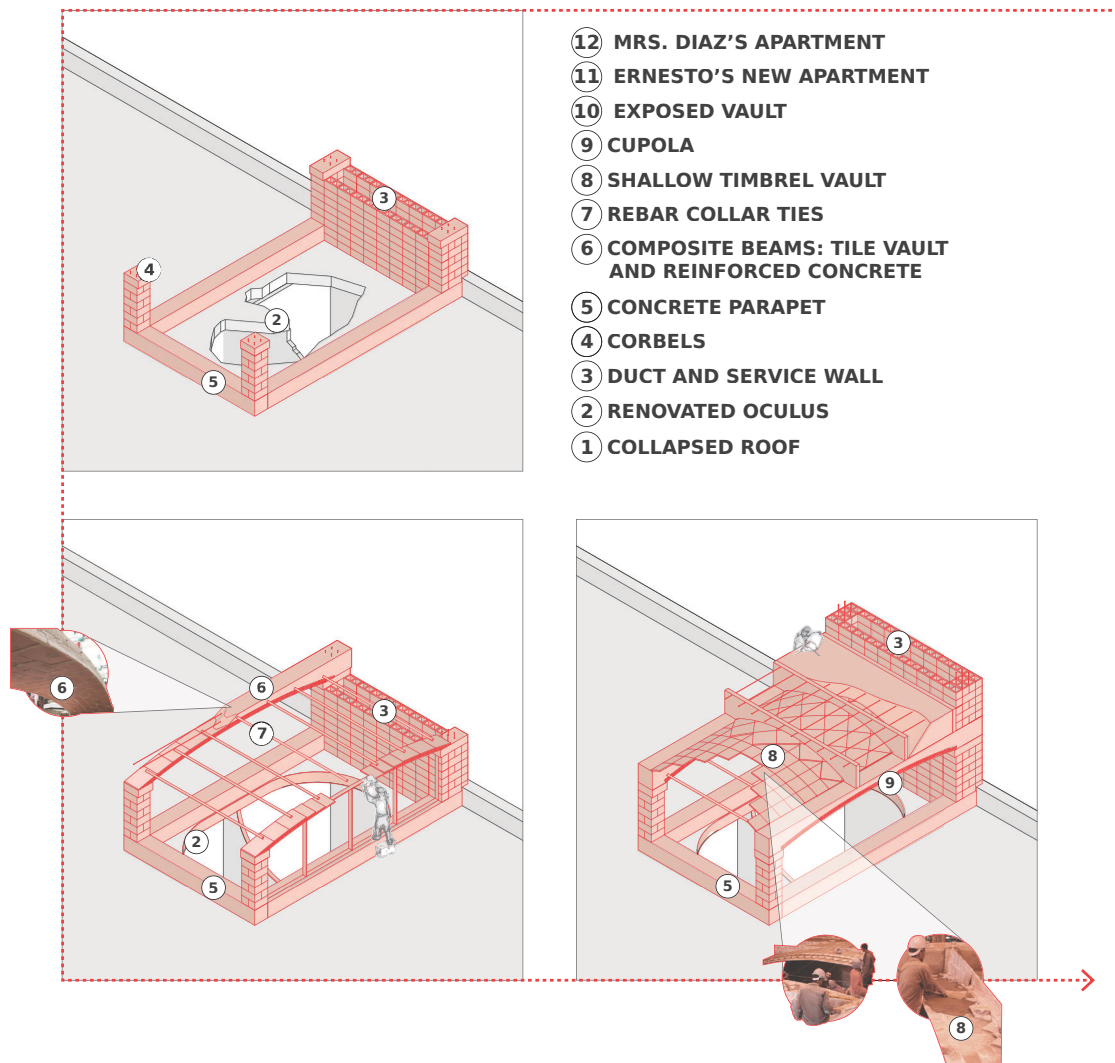 12 MRS. DIAZ’S APARTMENT
11 ERNESTO’S NEW APARTMENT
10 EXPOSED VAULT
9 CUPOLA
8 SHALLOW TIMBREL VAULT
7 REBAR COLLAR TIES
6 COMPOSITE BEAMS: TILE VAULT
AND REINFORCED CONCRETE
5 CONCRETE PARAPET
4 CORBELS
3 DUCT AND SERVICE WALL
2 RENOVATED OCULUS
1 COLLAPSED ROOF
3
4
2
5
6
6
3
7
2
5
3
8
9
5
8